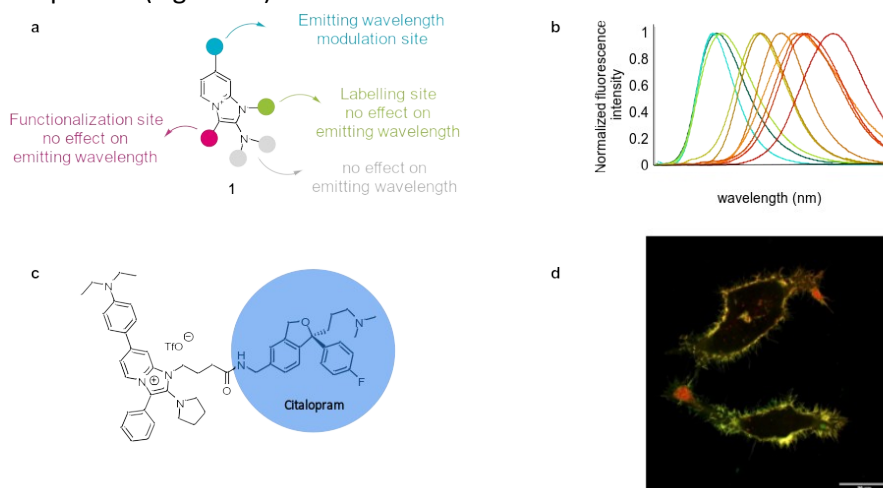 a
Emitting wavelength
modulation site
Labelling site
no effect on
emitting wavelength
Functionalization site
no effect on
emitting wavelength
no effect on
emitting wavelength
N
N
N
1
b
Normalized fluorescence
intensity
1
0.8
0.6
0.4
0.2
0
wavelength (nm)
c
N
TfO
N
N
N
O
H
N
O
N
F
Citalopram
d